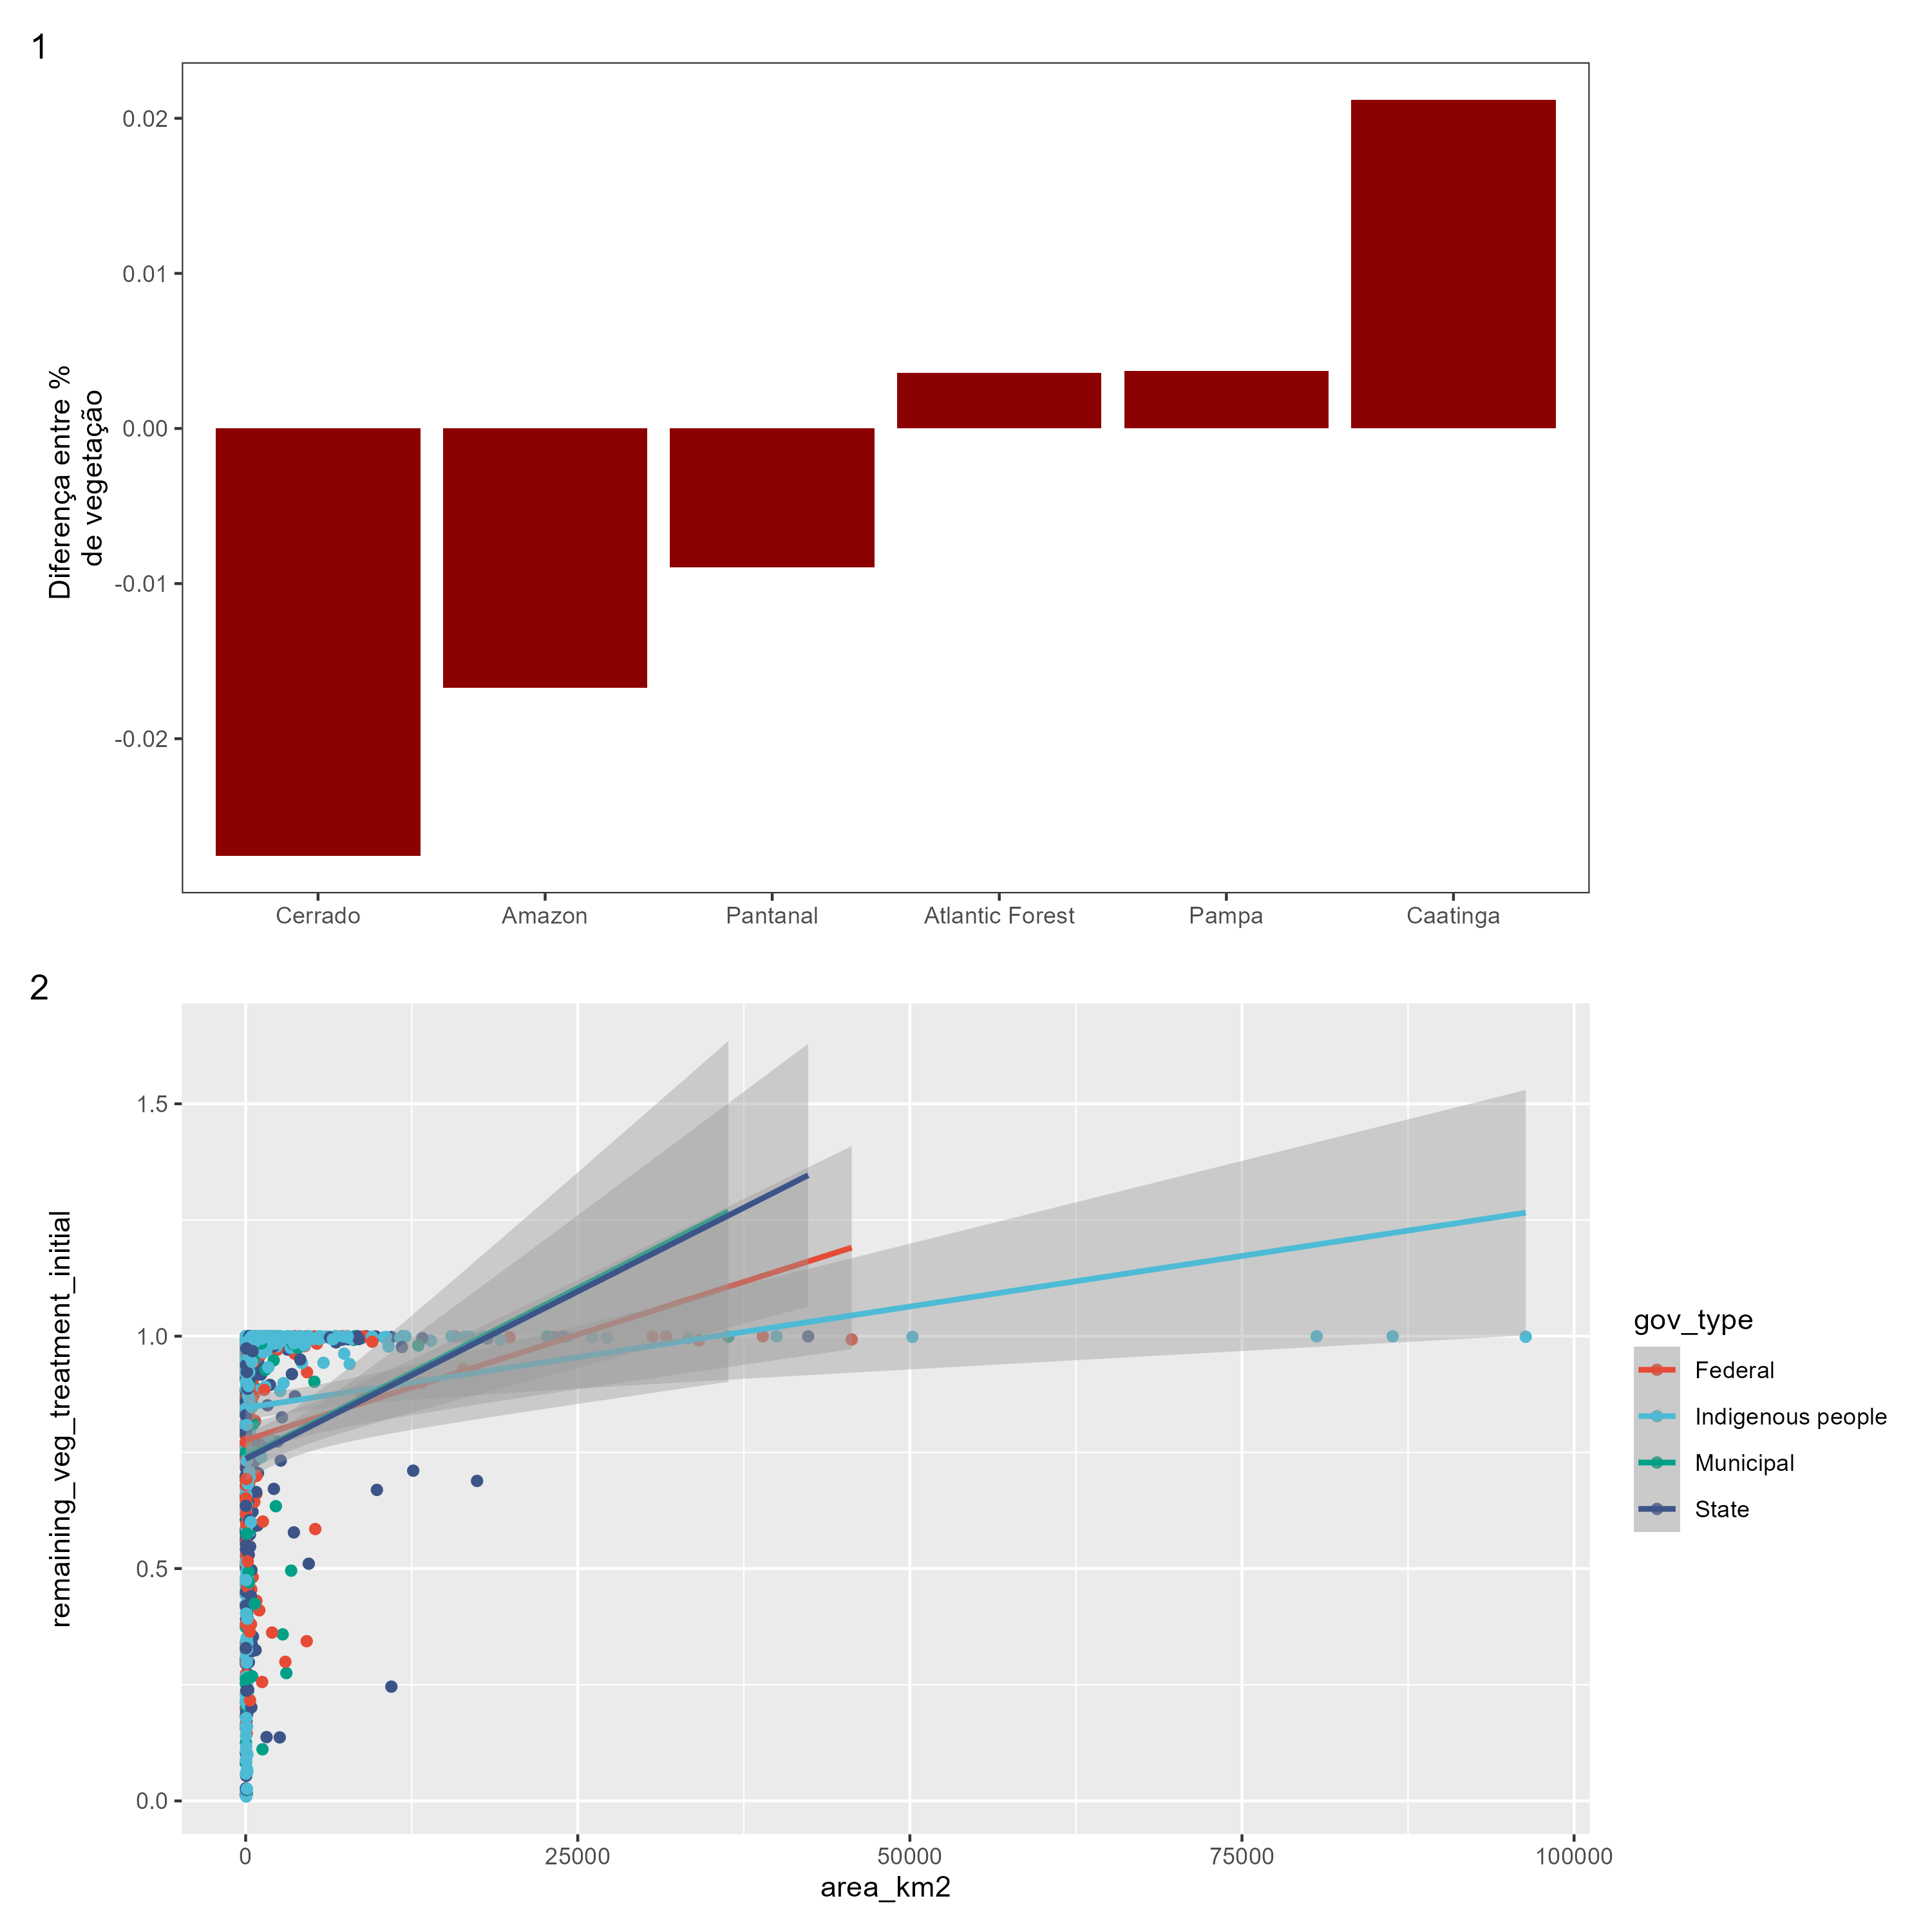 1
0.02
0.01
0.00
-0.01
-0.02
Diferença entre %
de vegetação
Cerrado
Amazon
Pantanal
Atlantic Forest
Pampa
Caatinga
2
1.5
1.0
0.5
0.0
remaining_veg_treatment_initial
0
25000
50000
75000
100000
area_km2
gov_type
Federal
Indigenous people
Municipal
State